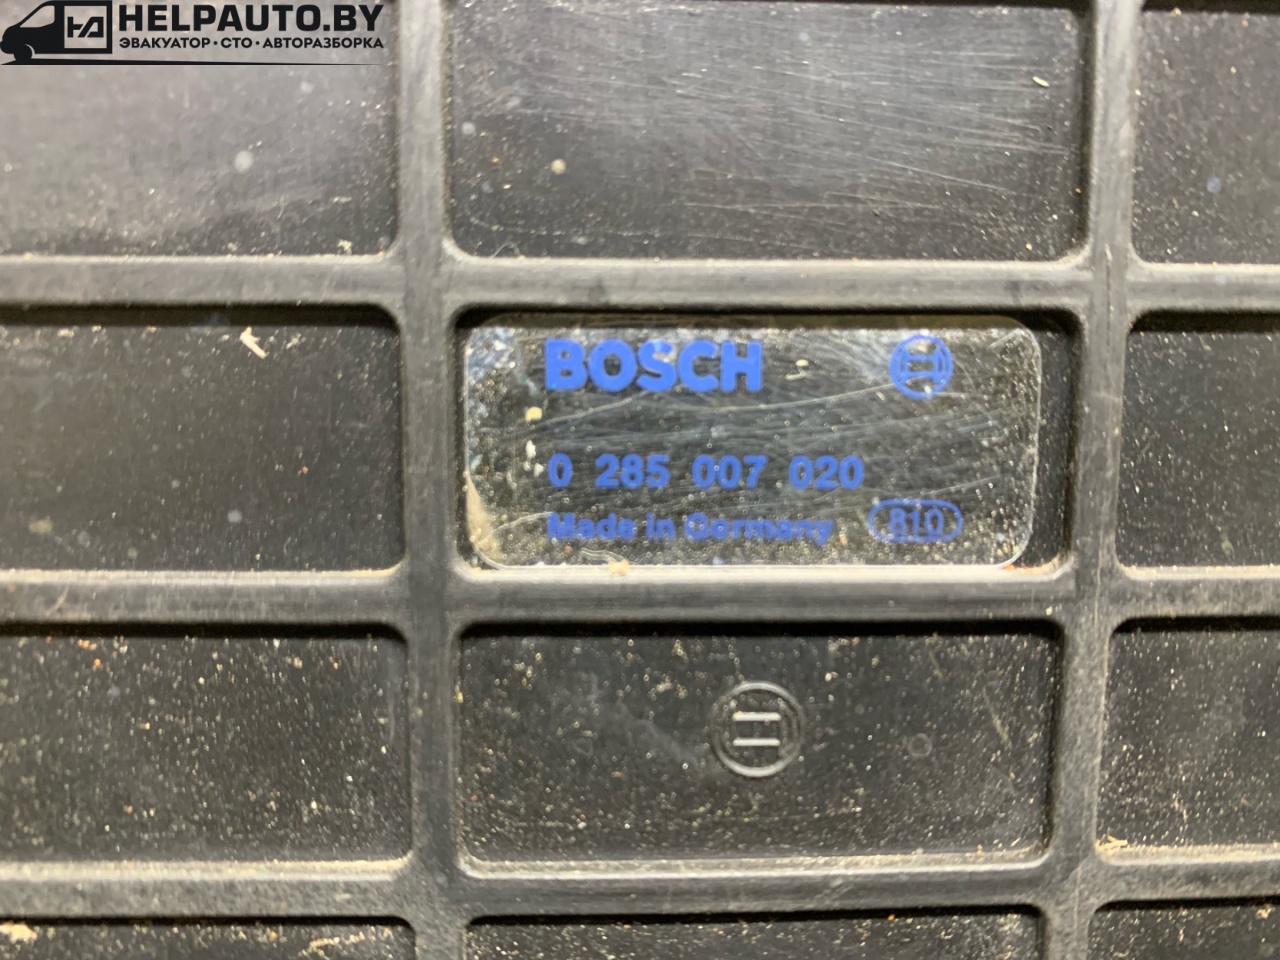 HELPAUTO.BY
ЭВАКУАТОР · СТО · АВТОРАЗБОРКА
BOSCH
0 285 007 020
Made in Germany 810